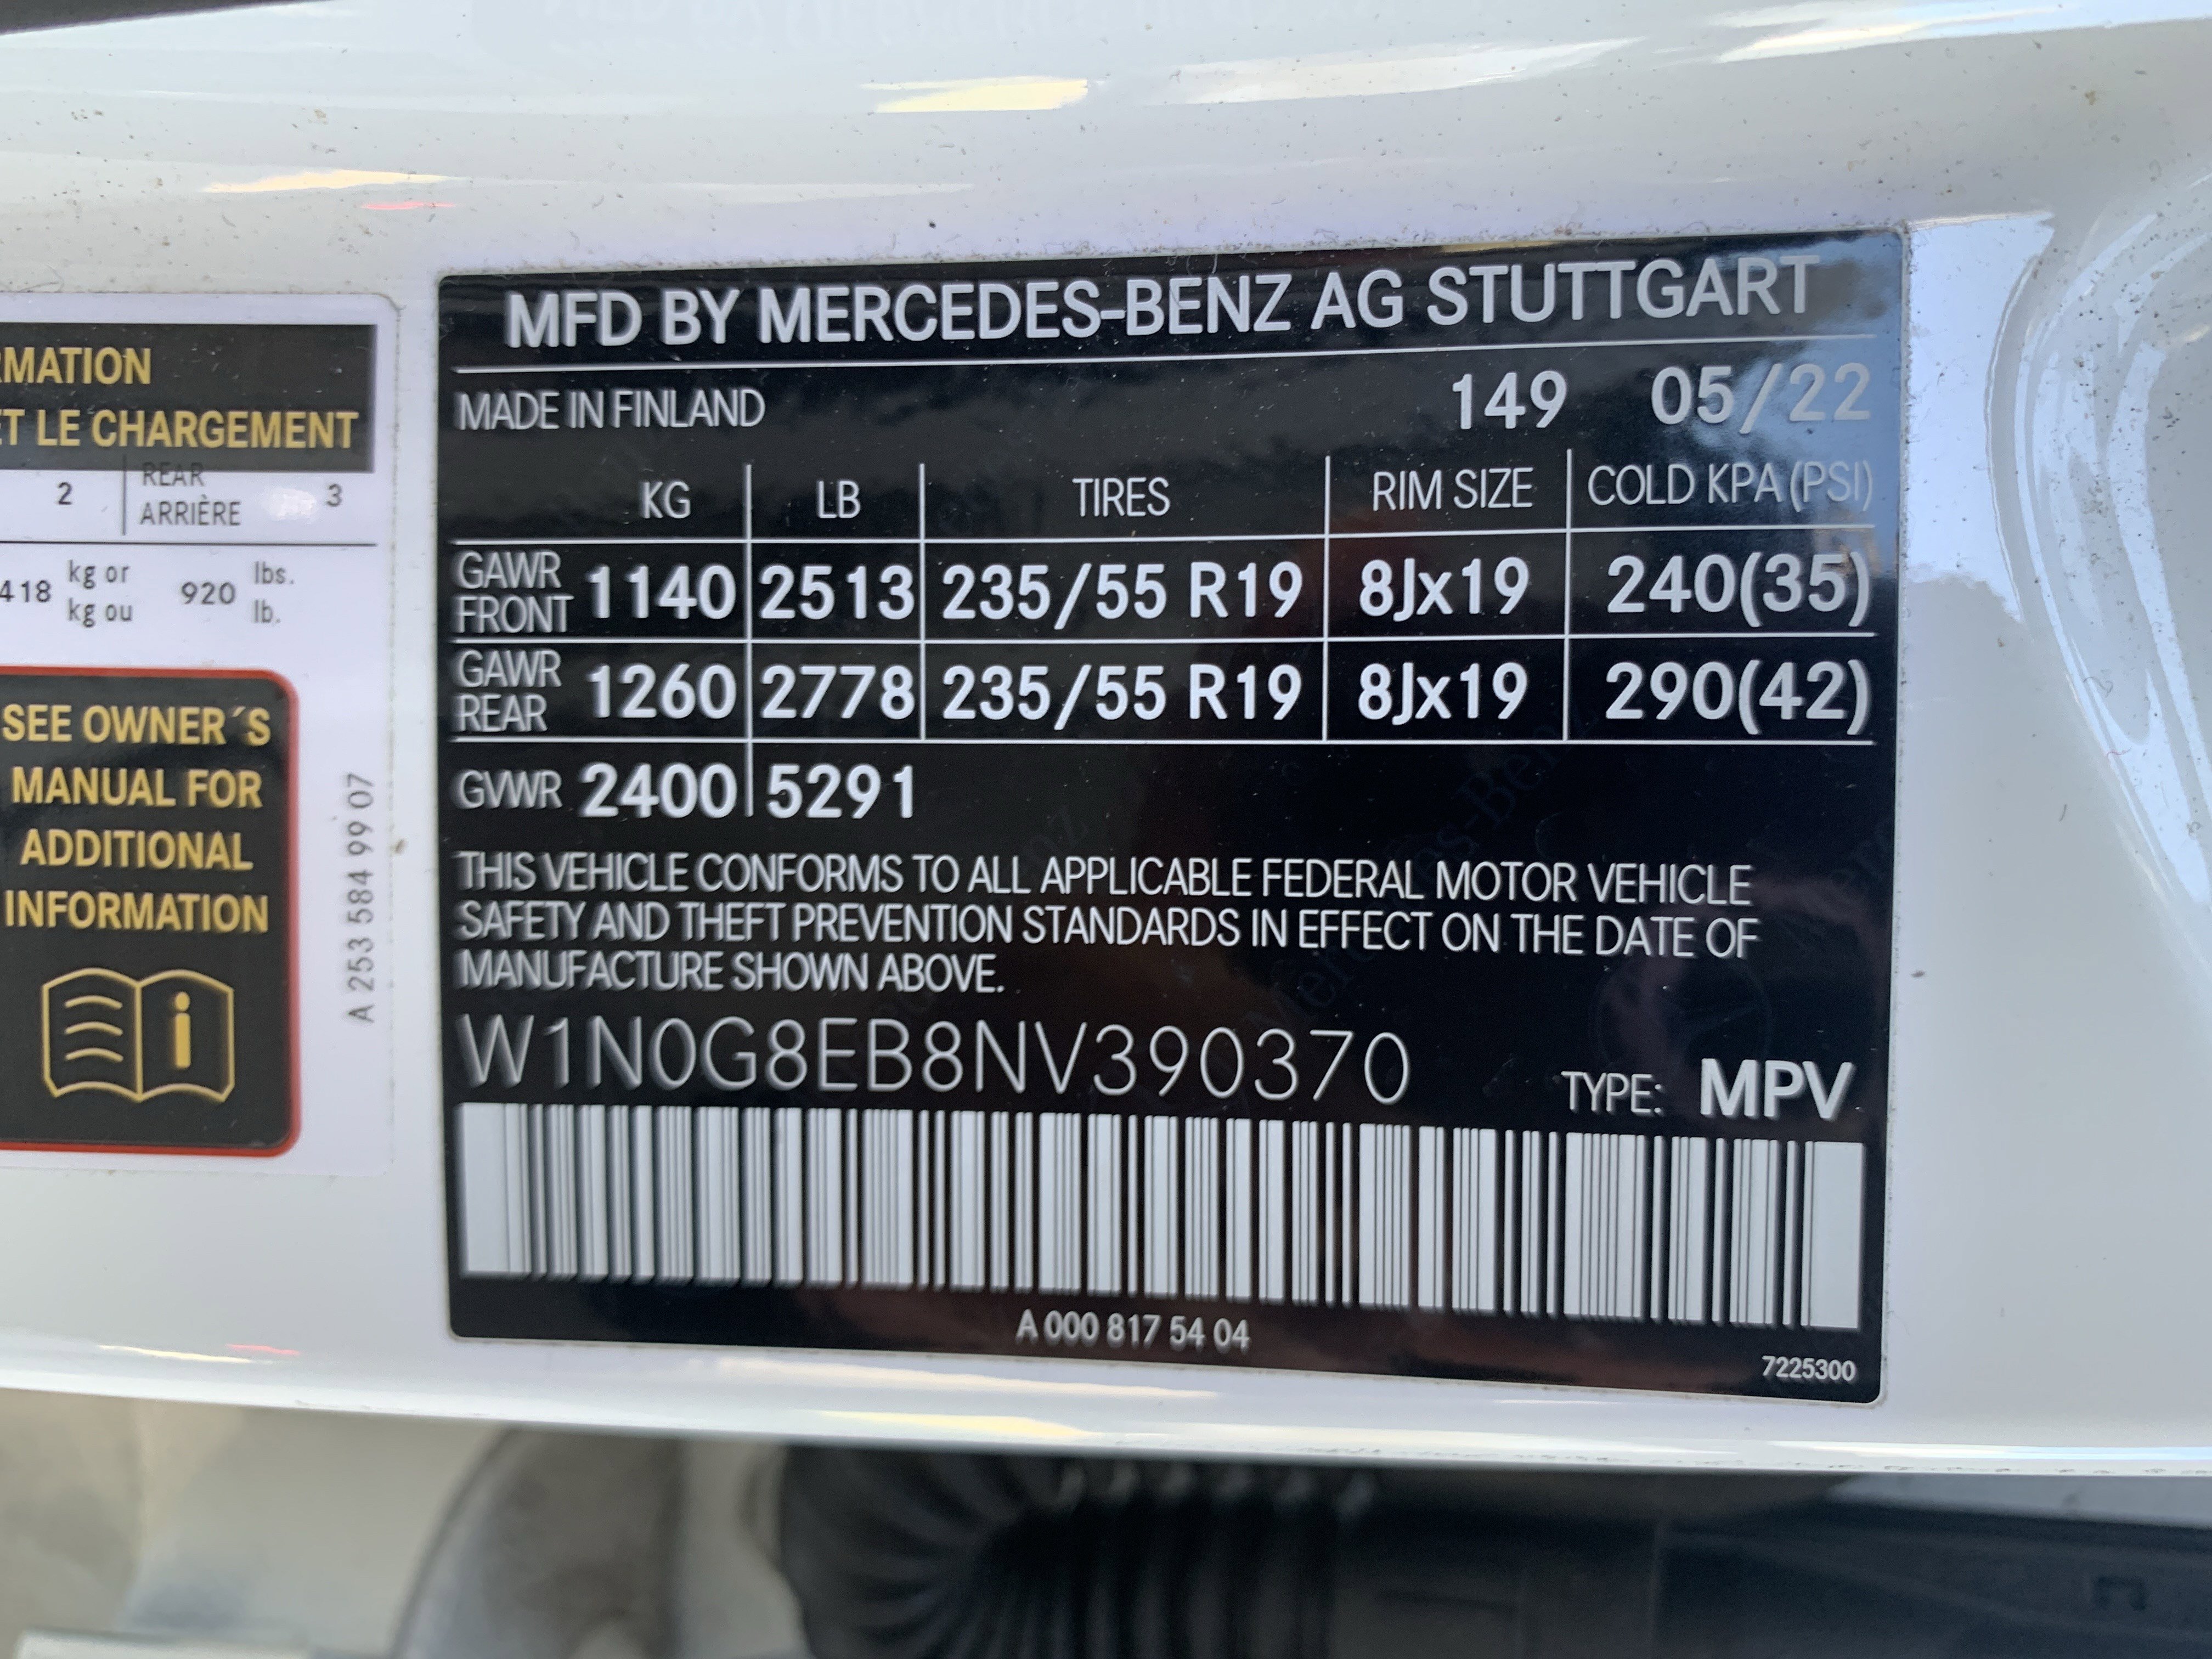 RMATION
ET LE CHARGEMENT
2 REAR 3
ARRIÈRE
418 kg or 920 lbs.
kg ou lb.
SEE OWNER´S
MANUAL FOR
ADDITIONAL
INFORMATION
i
A 253 584 99 07
MFD BY MERCEDES-BENZ AG STUTTGART
MADE IN FINLAND 149 05/22
KG LB TIRES RIM SIZE COLD KPA (PSI)
GAWR FRONT 1140 2513 235/55 R19 8Jx19 240(35)
GAWR REAR 1260 2778 235/55 R19 8Jx19 290(42)
GVWR 2400 5291
THIS VEHICLE CONFORMS TO ALL APPLICABLE FEDERAL MOTOR VEHICLE
SAFETY AND THEFT PREVENTION STANDARDS IN EFFECT ON THE DATE OF
MANUFACTURE SHOWN ABOVE.
W1N0G8EB8NV390370 TYPE: MPV
A 000 817 54 04
7225300